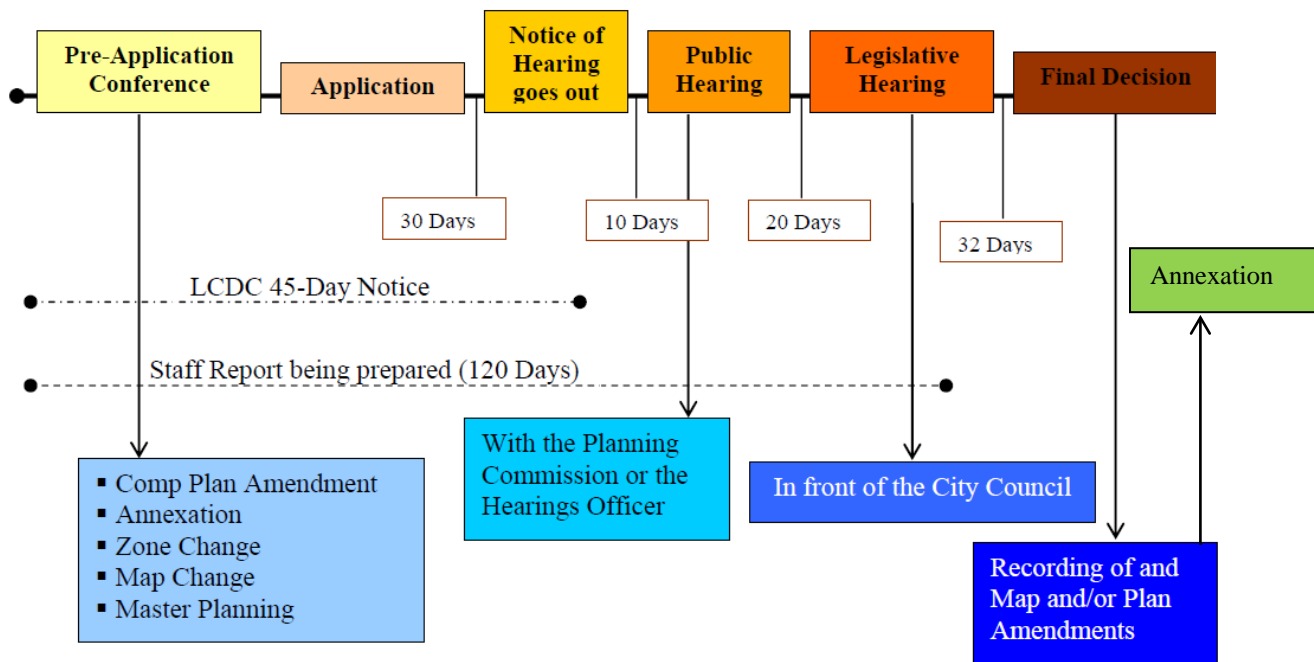 Pre-Application
Conference
Application
Notice of
Hearing
goes out
Public
Hearing
Legislative
Hearing
Final Decision
30 Days
10 Days
20 Days
32 Days
LCDC 45-Day Notice
Staff Report being prepared (120 Days)
Annexation
▪ Comp Plan Amendment
▪ Annexation
▪ Zone Change
▪ Map Change
▪ Master Planning
With the Planning
Commission or the
Hearings Officer
In front of the City Council
Recording of and
Map and/or Plan
Amendments